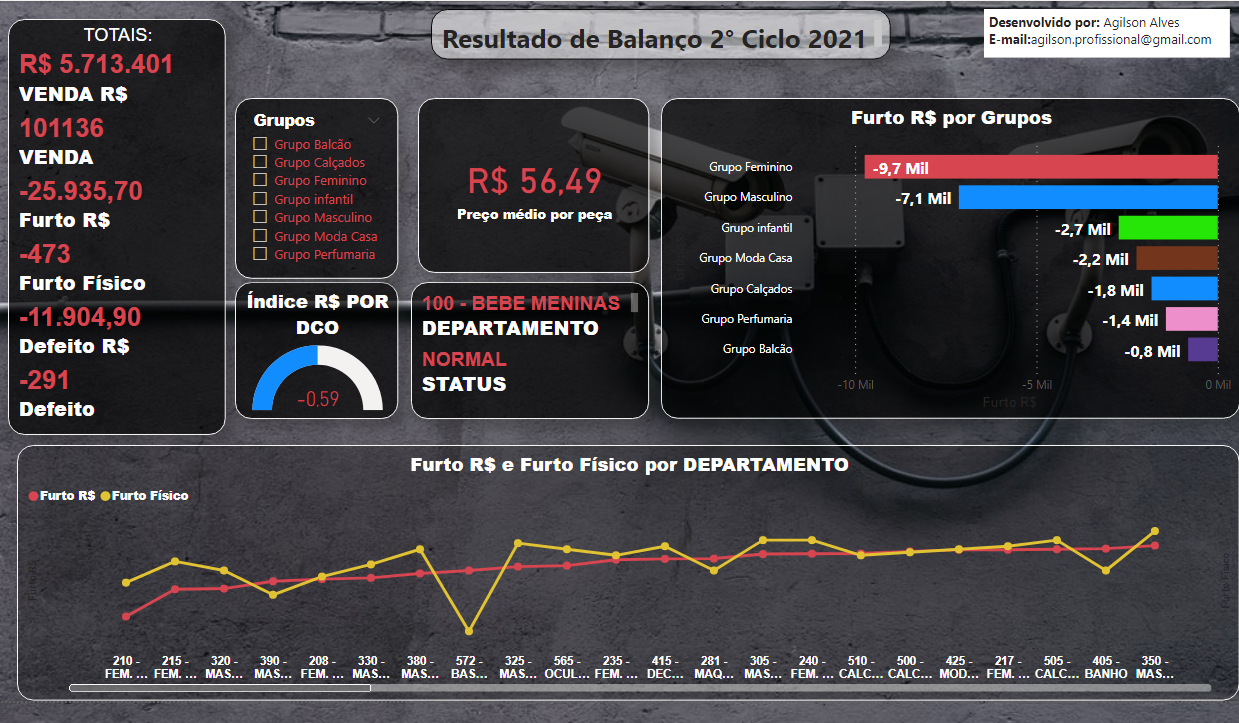 Resultado de Balanço 2° Ciclo 2021
Desenvolvido por: Agilson Alves
E-mail:agilson.profissional@gmail.com
TOTAIS:
R$ 5.713.401
VENDA R$
101136
VENDA
-25.935,70
Furto R$
-473
Furto Físico
-11.904,90
Defeito R$
-291
Defeito
Grupos
Grupo Balcão
Grupo Calçados
Grupo Feminino
Grupo infantil
Grupo Masculino
Grupo Moda Casa
Grupo Perfumaria
R$ 56,49
Preço médio por peça
Índice R$ POR
DCO
-0.59
100 - BEBE MENINAS
DEPARTAMENTO
NORMAL
STATUS
Furto R$ por Grupos
Grupo Feminino -9,7 Mil
Grupo Masculino -7,1 Mil
Grupo infantil -2,7 Mil
Grupo Moda Casa -2,2 Mil
Grupo Calçados -1,8 Mil
Grupo Perfumaria -1,4 Mil
Grupo Balcão -0,8 Mil
-10 Mil -5 Mil 0 Mil
Furto R$
Furto R$ e Furto Físico por DEPARTAMENTO
Furto R$ Furto Físico
Furto Físico
210 - 215 - 320 - 390 - 208 - 330 - 380 - 572 - 325 - 565 - 235 - 415 - 281 - 305 - 240 - 510 - 500 - 425 - 217 - 505 - 405 - 350 -
FEM. ... FEM. ... MAS... MAS... FEM. ... MAS... MAS... BAS... MAS... OCUL... FEM. ... DEC... MAQ... MAS... FEM. ... CALC... CALC... MOD... FEM. ... CALC... BANHO MAS...